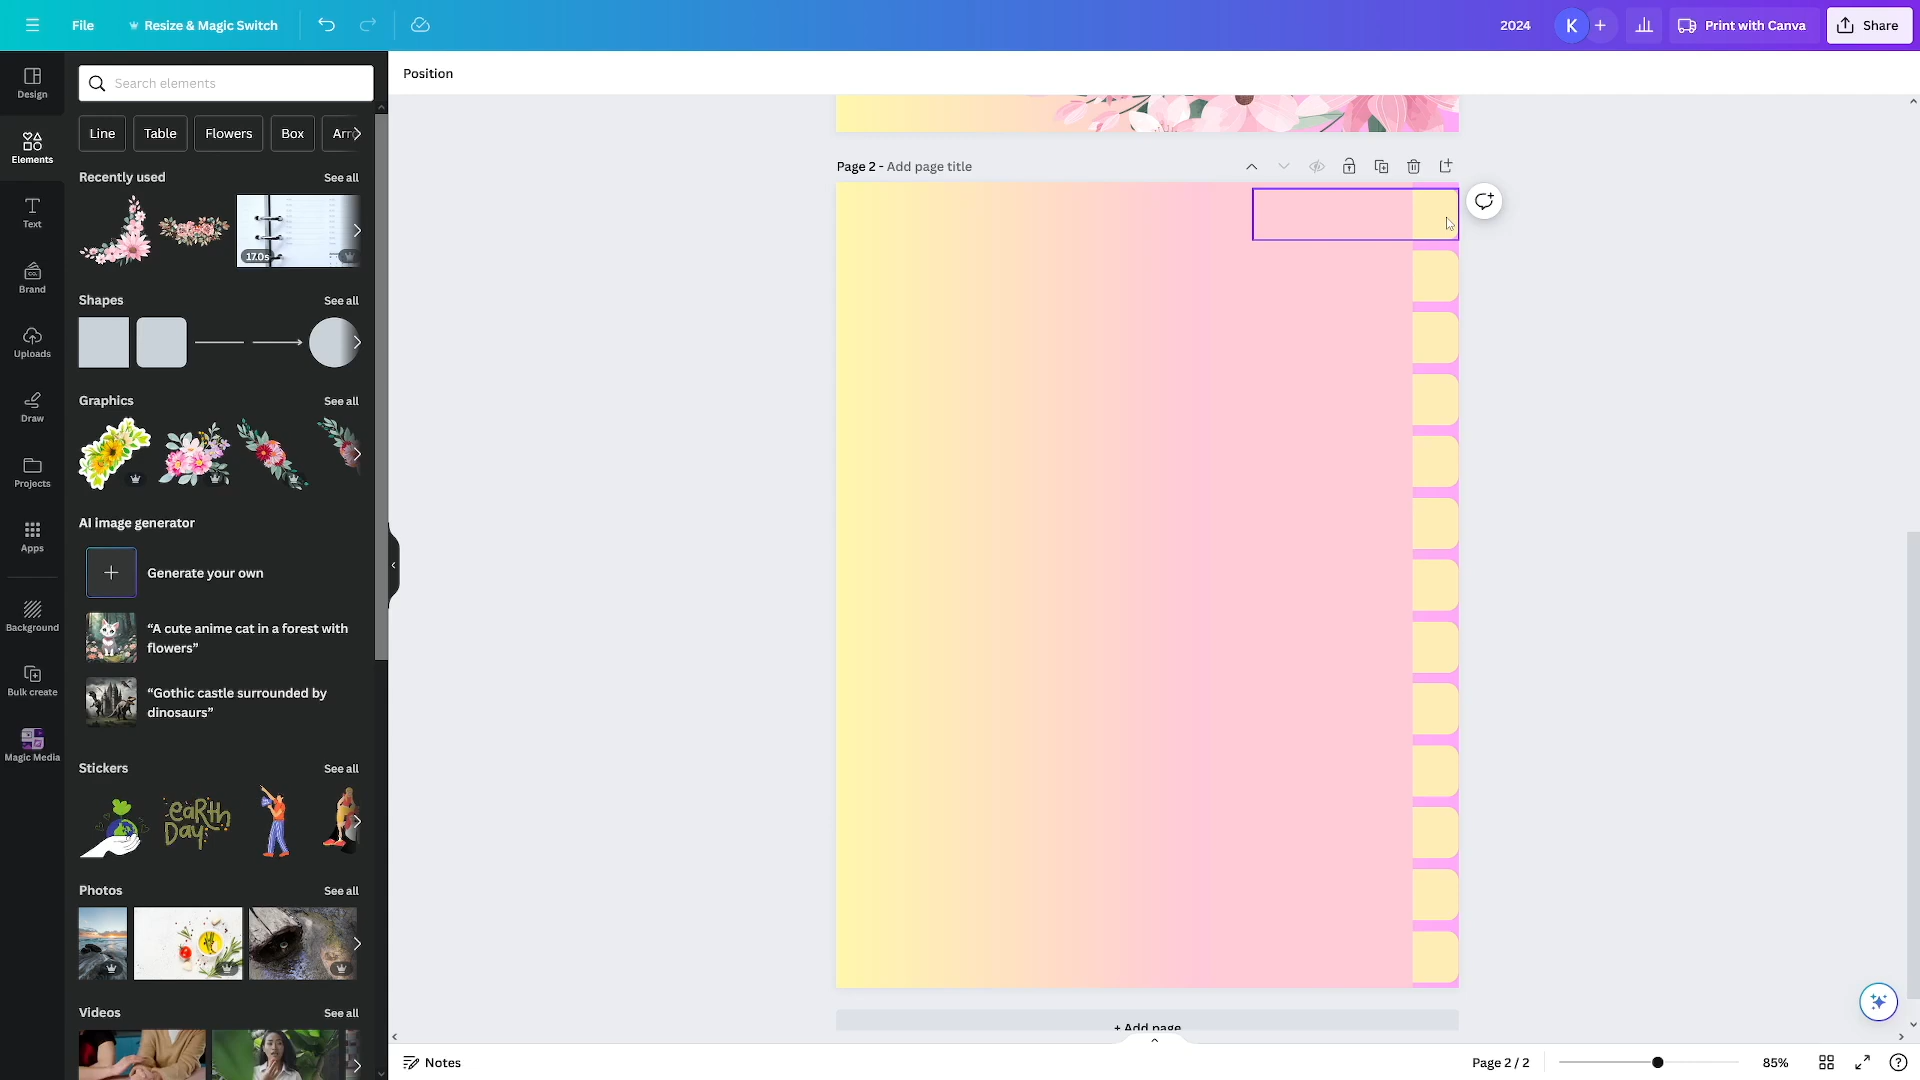 File
Resize & Magic Switch
2024
K
Print with Canva
Share
Design
Elements
Text
Brand
Uploads
Draw
Projects
Apps
Background
Bulk create
Magic Media
Search elements
Line
Table
Flowers
Box
Recently used
See all
17.0s
Shapes
See all
Graphics
See all
AI image generator
Generate your own
“A cute anime cat in a forest with
flowers”
“Gothic castle surrounded by
dinosaurs”
Stickers
See all
eaRth
Day
Photos
See all
Videos
See all
Position
Page 2 - Add page title
+ Add page
Notes
Page 2 / 2
85%